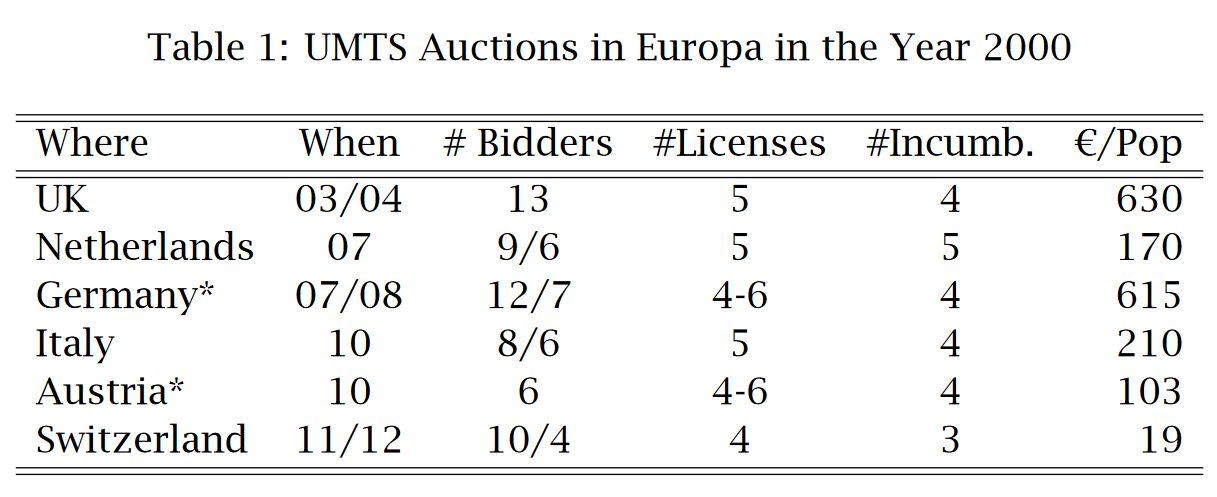 Table 1: UMTS Auctions in Europa in the Year 2000
Where When # Bidders #Licenses #Incumb. €/Pop
UK 03/04 13 5 4 630
Netherlands 07 9/6 5 5 170
Germany* 07/08 12/7 4-6 4 615
Italy 10 8/6 5 4 210
Austria* 10 6 4-6 4 103
Switzerland 11/12 10/4 4 3 19